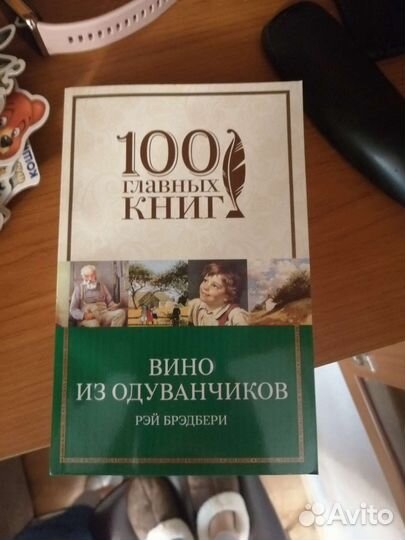 100
ГЛАВНЫХ
КНИГ
ВИНО
ИЗ ОДУВАНЧИКОВ
РЭЙ БРЭДБЕРИ
Avito